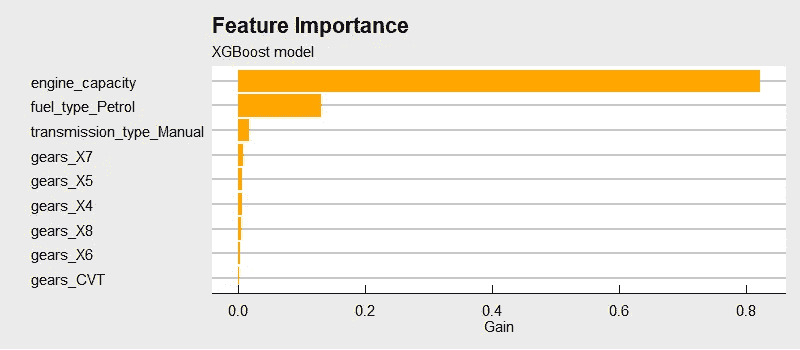 Feature Importance
XGBoost model
engine_capacity
fuel_type_Petrol
transmission_type_Manual
gears_X7
gears_X5
gears_X4
gears_X8
gears_X6
gears_CVT
0.0 0.2 0.4 0.6 0.8
Gain